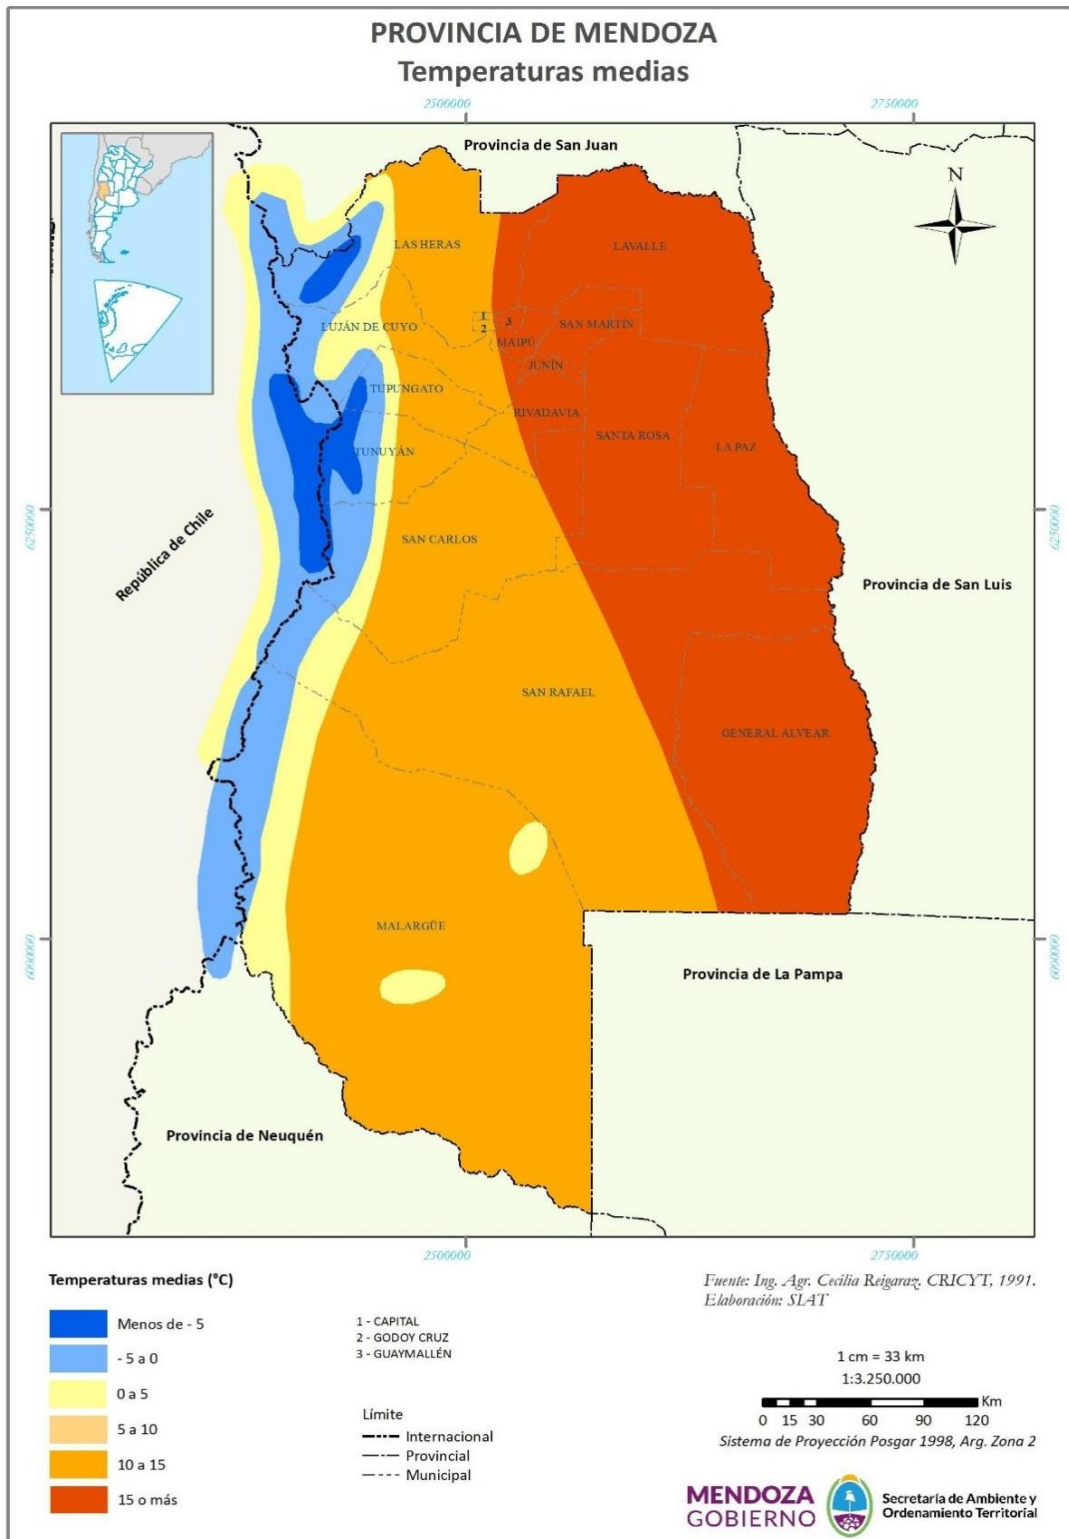 PROVINCIA DE MENDOZA
Temperaturas medias
2500000
2750000
Provincia de San Juan
N
LAS HERAS
LAVALLE
1
2
3
LUJÁN DE CUYO
SAN MARTÍN
MAIPÚ
JUNÍN
TUPUNGATO
RIVADAVIA
SANTA ROSA
LA PAZ
TUNUYÁN
6250000
6250000
SAN CARLOS
República de Chile
Provincia de San Luis
SAN RAFAEL
GENERAL ALVEAR
MALARGÜE
6090000
6090000
Provincia de La Pampa
Provincia de Neuquén
2500000
2750000
Temperaturas medias (°C)
Menos de - 5
- 5 a 0
0 a 5
5 a 10
10 a 15
15 o más
1 - CAPITAL
2 - GODOY CRUZ
3 - GUAYMALLÉN
Límite
Internacional
Provincial
Municipal
Fuente: Ing. Agr. Cecilia Reigaraz. CRICYT, 1991.
Elaboración: SLAT
1 cm = 33 km
1:3.250.000
Km
0 15 30 60 90 120
Sistema de Proyección Posgar 1998, Arg. Zona 2
MENDOZA
GOBIERNO
Secretaría de Ambiente y
Ordenamiento Territorial